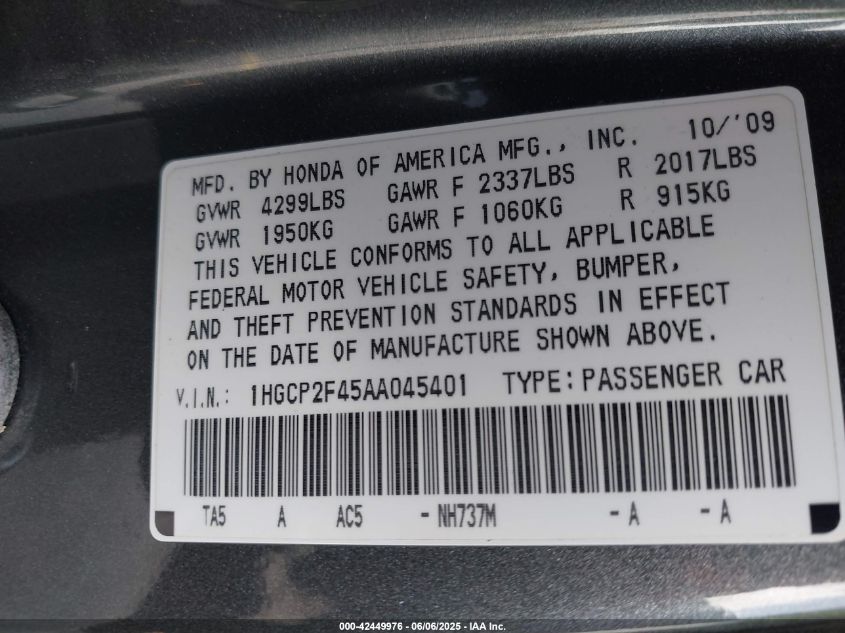 MFD. BY HONDA OF AMERICA MFG., INC. 10/'09
GVWR 4299LBS GAWR F 2337LBS R 2017LBS
GVWR 1950KG GAWR F 1060KG R 915KG
THIS VEHICLE CONFORMS TO ALL APPLICABLE
FEDERAL MOTOR VEHICLE SAFETY, BUMPER,
AND THEFT PREVENTION STANDARDS IN EFFECT
ON THE DATE OF MANUFACTURE SHOWN ABOVE.
V.I.N.: 1HGCP2F45AA045401 TYPE:PASSENGER CAR
TA5 A AC5 -NH737M -A -A
000-42449976 - 06/06/2025 - IAA Inc.